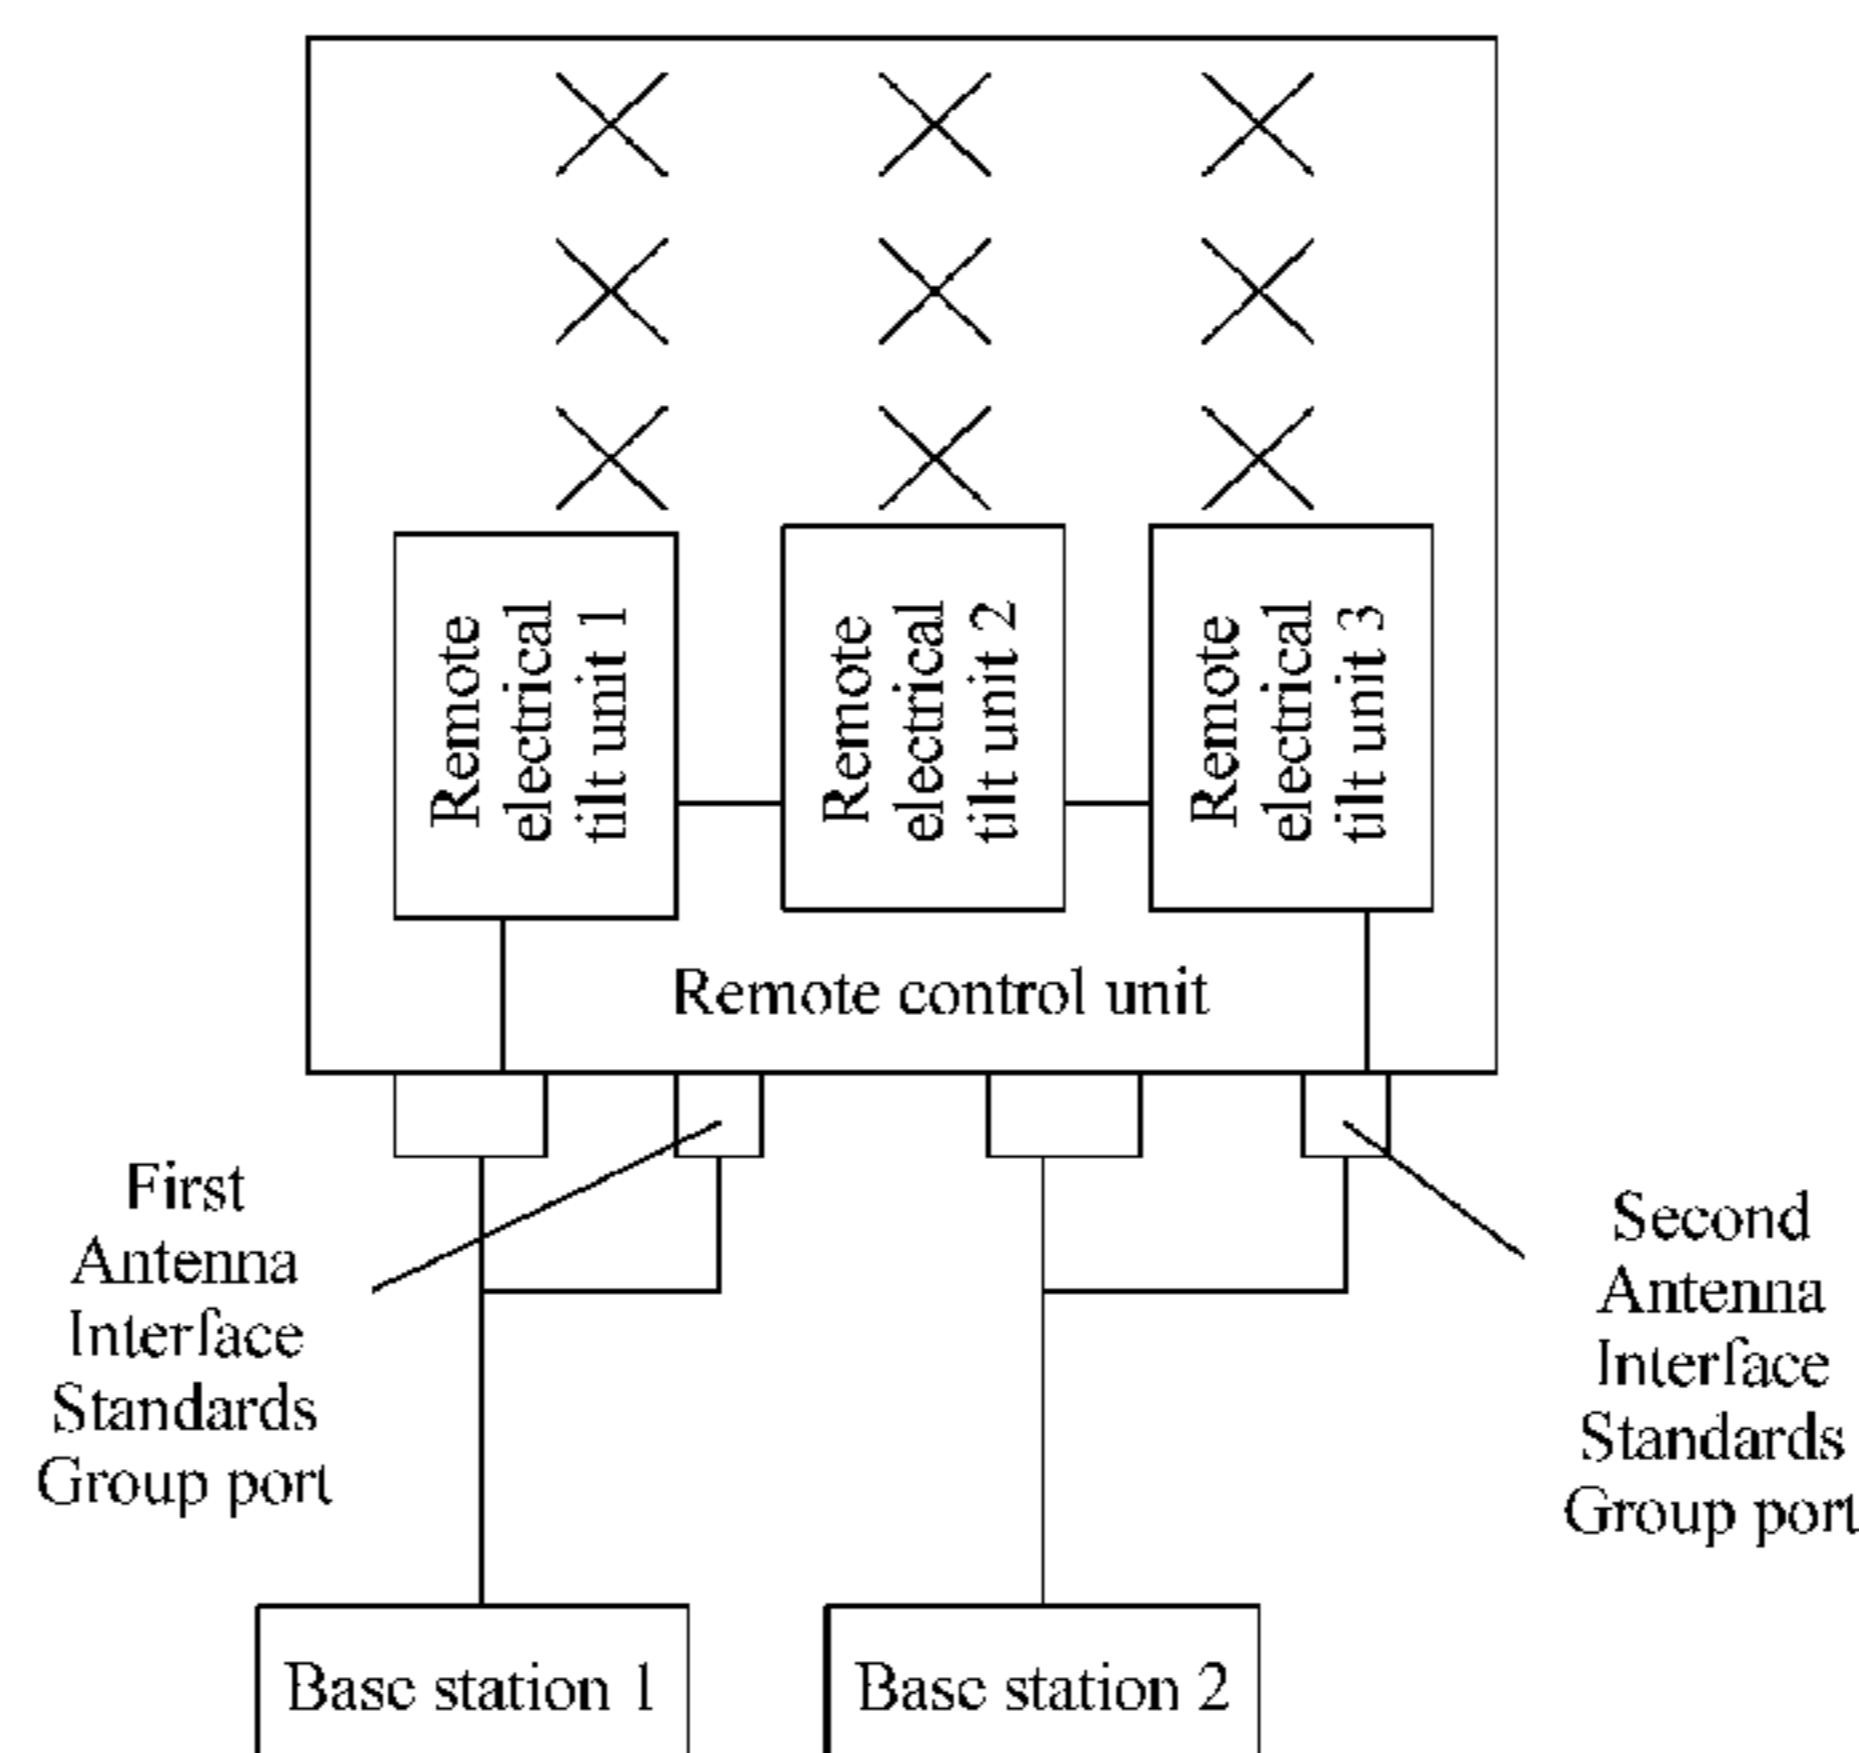 Remote
electrical
tilt unit 1
Remote
electrical
tilt unit 2
Remote
electrical
tilt unit 3
Remote control unit
First
Antenna
Interface
Standards
Group port
Second
Antenna
Interface
Standards
Group port
Base station 1
Base station 2